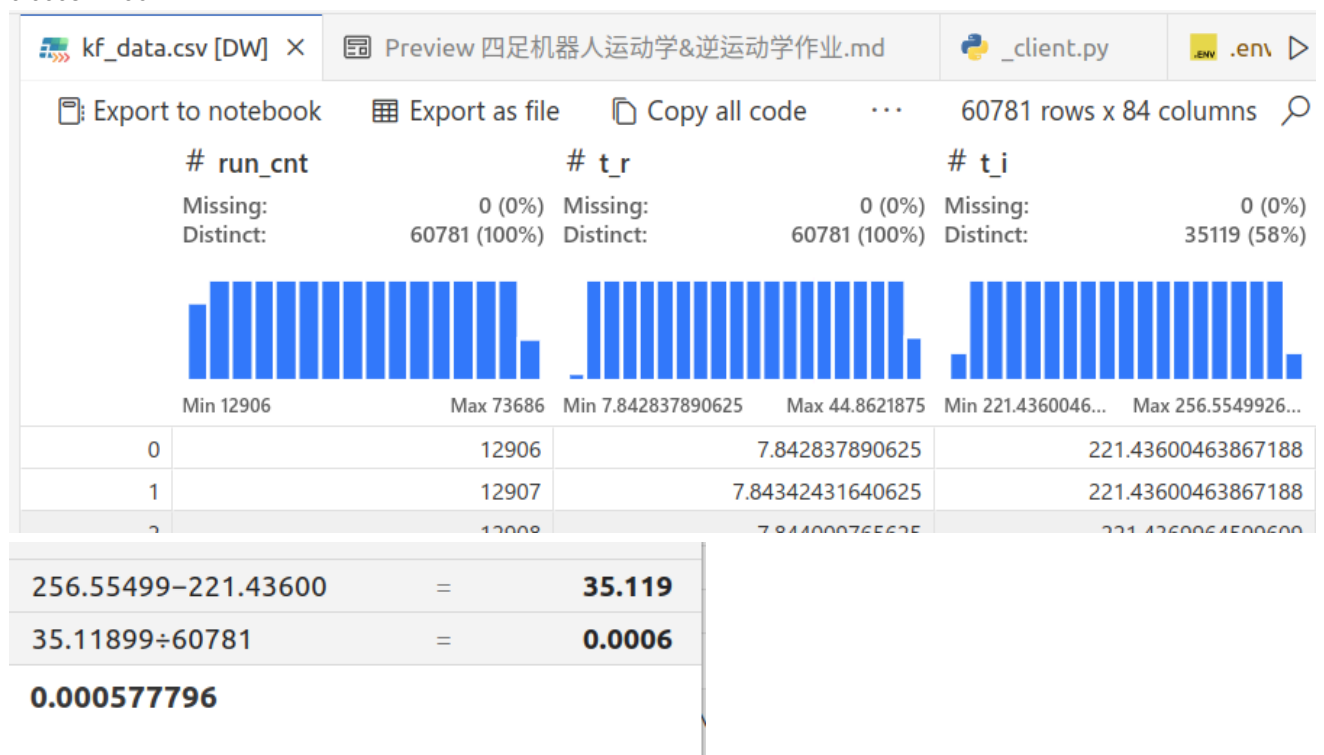 kf_data.csv [DW] × Preview 四足机器人运动学&逆运动学作业.md _client.py .ENV .env
Export to notebook Export as file Copy all code ··· 60781 rows x 84 columns
# run_cnt # t_r # t_i
Missing: 0 (0%) Missing: 0 (0%) Missing: 0 (0%)
Distinct: 60781 (100%) Distinct: 60781 (100%) Distinct: 35119 (58%)
Min 12906 Max 73686 Min 7.842837890625 Max 44.8621875 Min 221.4360046... Max 256.5549926...
0 12906 7.842837890625 221.43600463867188
1 12907 7.84342431640625 221.43600463867188
2 12908 7.844009765625
256.55499−221.43600 = 35.119
35.11899÷60781 = 0.0006
0.000577796